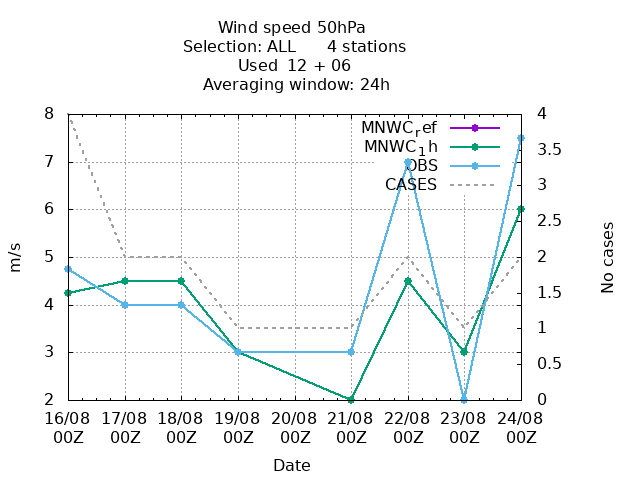 Wind speed 50hPa
Selection: ALL 4 stations
Used 12 + 06
Averaging window: 24h
8
7
6
5
4
3
2
m/s
4
3.5
3
2.5
2
1.5
1
0.5
0
No cases
MNWCref
MNWC1h
OBS
CASES
16/08 17/08 18/08 19/08 20/08 21/08 22/08 23/08 24/08
00Z 00Z 00Z 00Z 00Z 00Z 00Z 00Z 00Z
Date